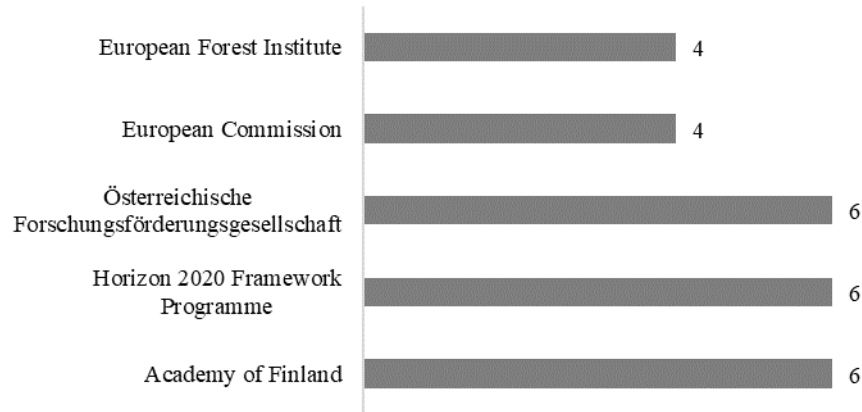 European Forest Institute 4
European Commission 4
Österreichische
Forschungsförderungsgesellschaft 6
Horizon 2020 Framework
Programme 6
Academy of Finland 6